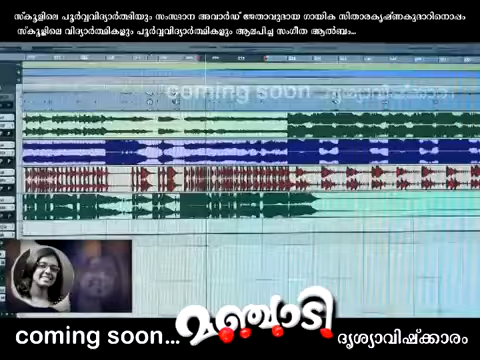 സ്കൂളിലെ പൂർവ്വവിദ്യാർത്ഥിയും സംസ്ഥാന അവാർഡ് ജേതാവുമായ ഗായിക സിതാരകൃഷ്ണകുമാറിനൊപ്പം
സ്കൂളിലെ വിദ്യാർത്ഥികളും പൂർവ്വവിദ്യാർത്ഥികളും ആലപിച്ച സംഗീത ആൽബം...
coming soon ദൃശ്യാവിഷ്ക്കാരം
coming soon... മഞ്ചാടി ദൃശ്യാവിഷ്ക്കാരം